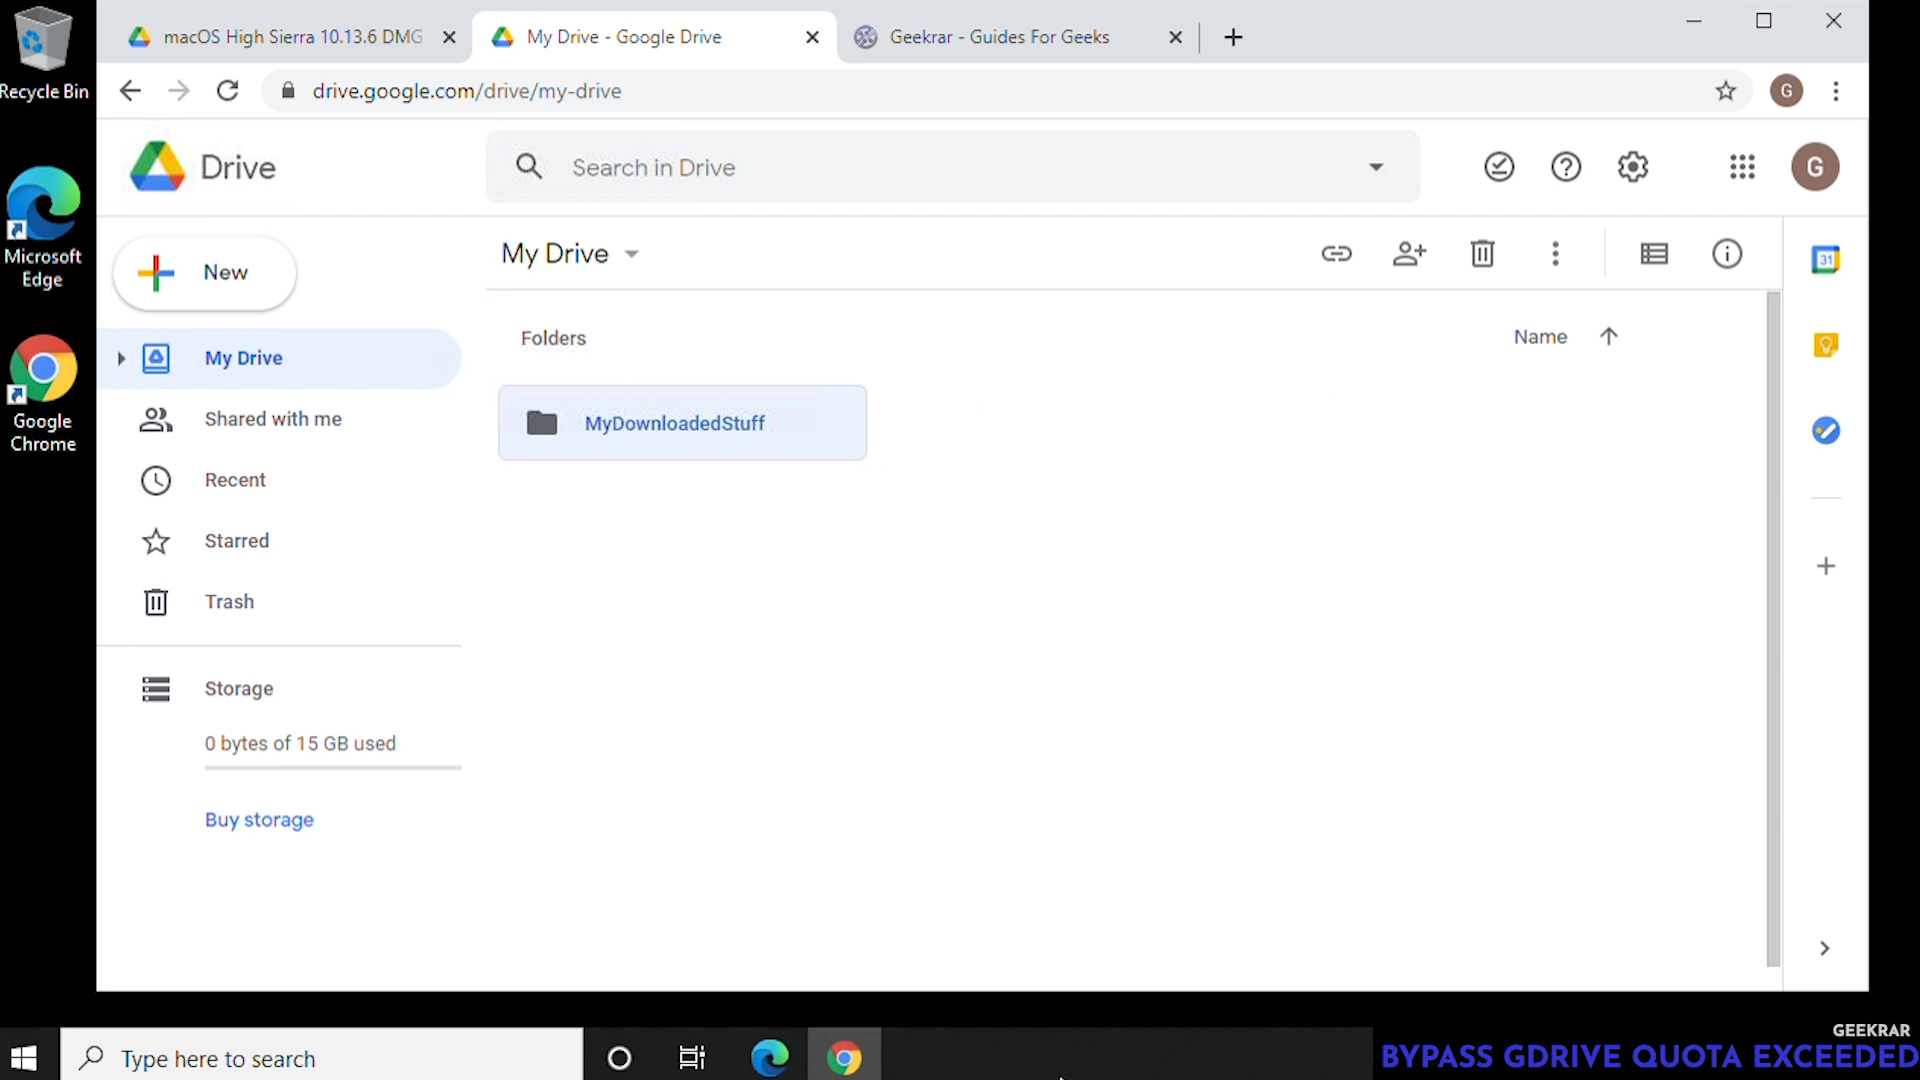 Recycle Bin
Microsoft
Edge
Google
Chrome
macOS High Sierra 10.13.6 DMG
My Drive - Google Drive
Geekrar - Guides For Geeks
drive.google.com/drive/my-drive
G
Drive
Search in Drive
G
New
My Drive
Shared with me
Recent
Starred
Trash
Storage
0 bytes of 15 GB used
Buy storage
My Drive
Folders
Name
MyDownloadedStuff
31
Type here to search
GEEKRAR
BYPASS GDRIVE QUOTA EXCEEDED